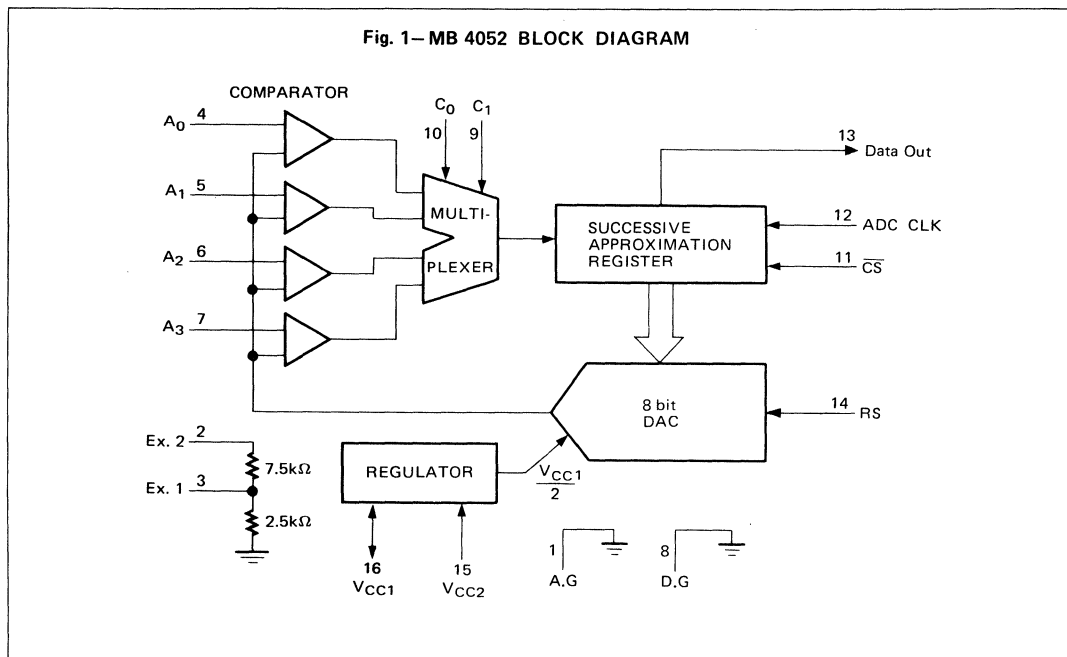 Fig. 1—MB 4052 BLOCK DIAGRAM
COMPARATOR
A0 4
A1 5
A2 6
A3 7
C0 C1
10 9
MULTI-
PLEXER
SUCCESSIVE
APPROXIMATION
REGISTER
13
Data Out
12
ADC CLK
11
CS
8 bit
DAC
14
RS
Ex. 2 2
7.5kΩ
Ex. 1 3
2.5kΩ
REGULATOR
VCC1
2
16
VCC1
15
VCC2
1
A.G
8
D.G